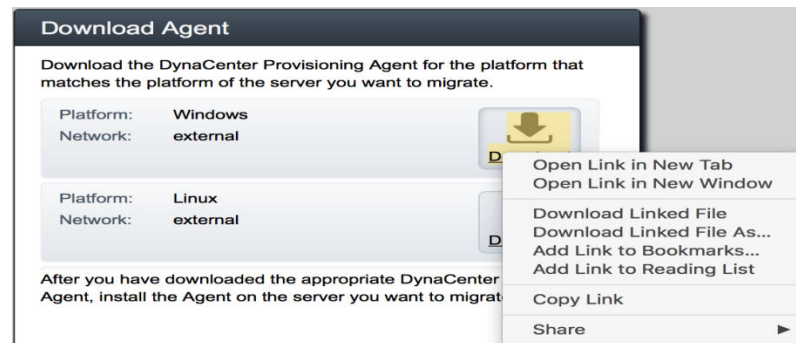 Download Agent
Download the DynaCenter Provisioning Agent for the platform that
matches the platform of the server you want to migrate.
Platform: Windows
Network: external
Open Link in New Tab
Open Link in New Window
Platform: Linux
Network: external
Download Linked File
Download Linked File As...
Add Link to Bookmarks...
Add Link to Reading List
After you have downloaded the appropriate DynaCenter
Agent, install the Agent on the server you want to
Copy Link
Share